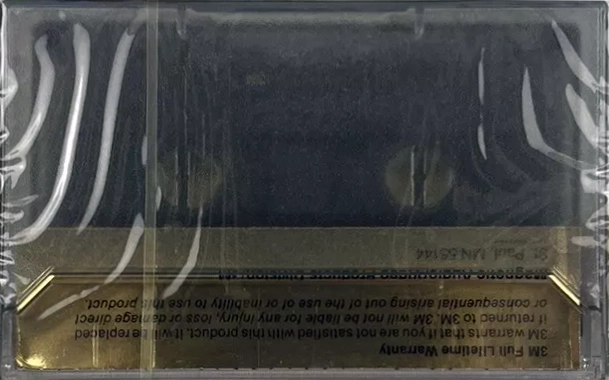 3M Full Lifetime Warranty
3M warrants that if you are not satisfied with this product, it will be replaced
if returned to 3M. 3M will not be liable for any injury, loss or damage direct
or consequential arising out of the use of or inability to use this product.
Magnetic Audio/Video Products Division/3M
St. Paul, MN 55144